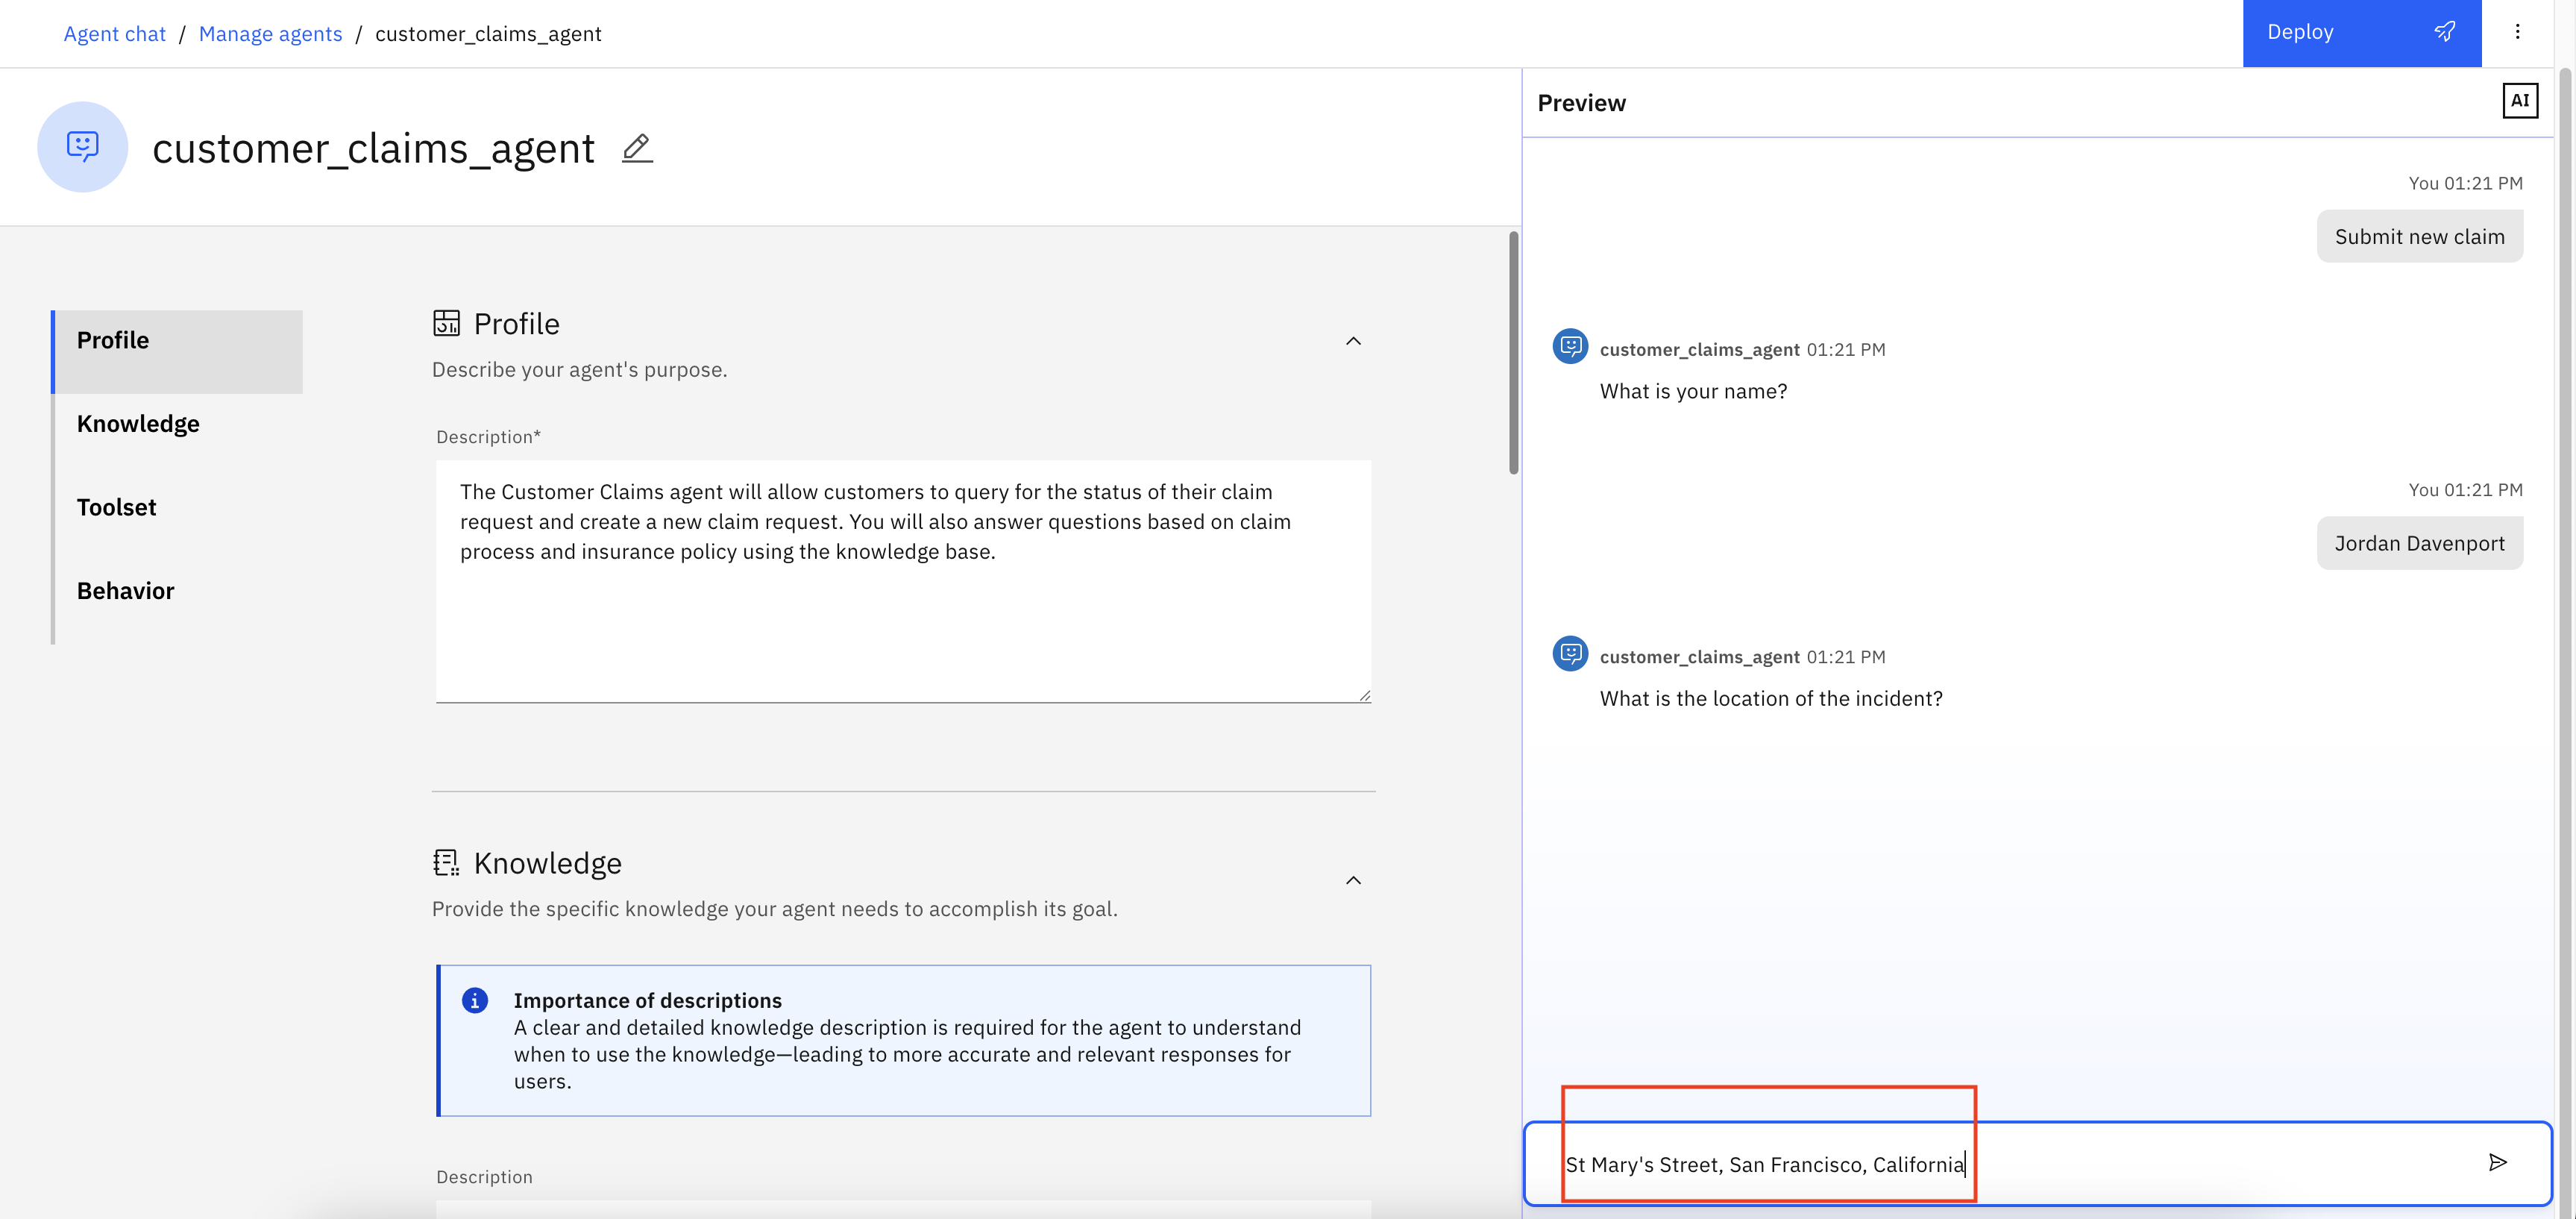 Agent chat / Manage agents / customer_claims_agent
Deploy
customer_claims_agent
Profile
Knowledge
Toolset
Behavior
Profile
Describe your agent's purpose.
Description*
The Customer Claims agent will allow customers to query for the status of their claim
request and create a new claim request. You will also answer questions based on claim
process and insurance policy using the knowledge base.
Knowledge
Provide the specific knowledge your agent needs to accomplish its goal.
Importance of descriptions
A clear and detailed knowledge description is required for the agent to understand
when to use the knowledge—leading to more accurate and relevant responses for
users.
Description
Preview
AI
You 01:21 PM
Submit new claim
customer_claims_agent 01:21 PM
What is your name?
You 01:21 PM
Jordan Davenport
customer_claims_agent 01:21 PM
What is the location of the incident?
St Mary's Street, San Francisco, California